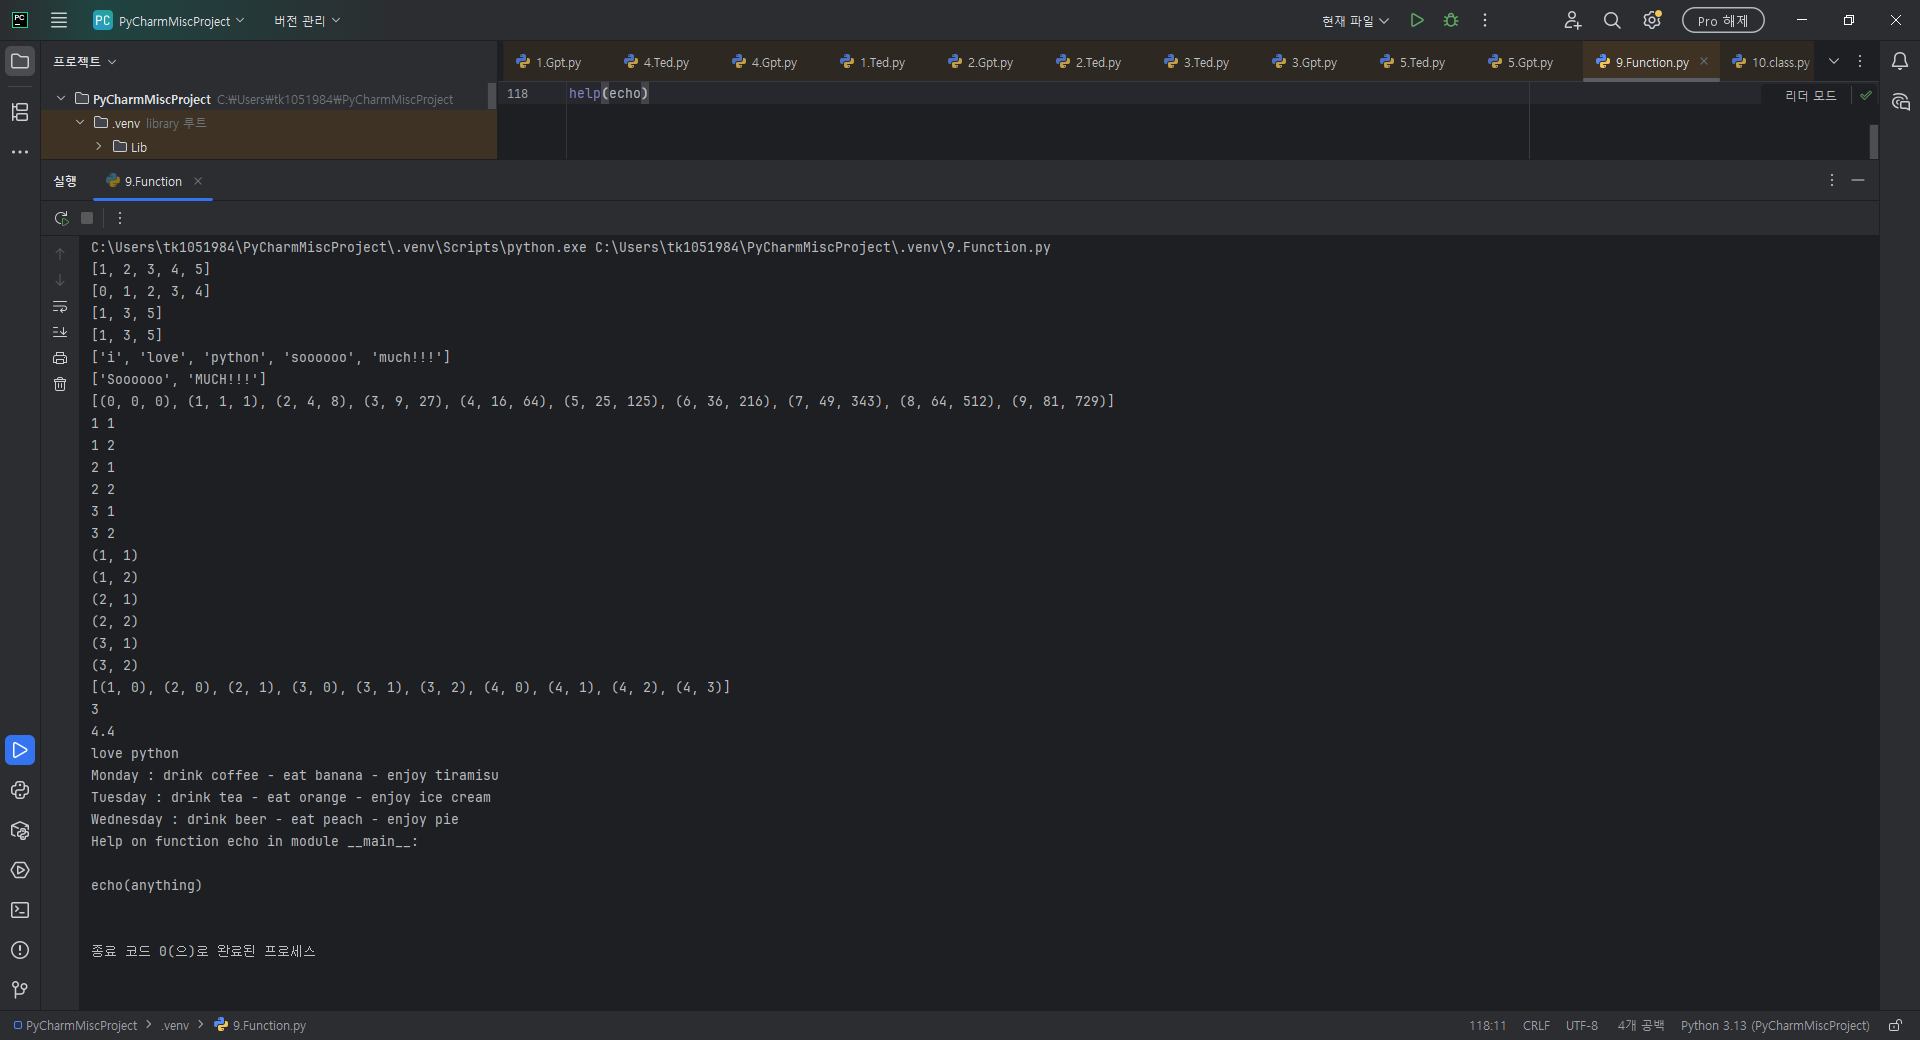 PC PyCharmMiscProject 버전 관리 현재 파일 Pro 해제
프로젝트
1.Gpt.py 4.Ted.py 4.Gpt.py 1.Ted.py 2.Gpt.py 2.Ted.py 3.Ted.py 3.Gpt.py 5.Ted.py 5.Gpt.py 9.Function.py 10.class.py
PyCharmMiscProject C:₩Users₩tk1051984₩PyCharmMiscProject
118 help(echo)
리더 모드
.venv library 루트
Lib
실행 9.Function
C:\Users\tk1051984\PyCharmMiscProject\.venv\Scripts\python.exe C:\Users\tk1051984\PyCharmMiscProject\.venv\9.Function.py
[1, 2, 3, 4, 5]
[0, 1, 2, 3, 4]
[1, 3, 5]
[1, 3, 5]
['i', 'love', 'python', 'soooooo', 'much!!!']
['Soooooo', 'MUCH!!!']
[(0, 0, 0), (1, 1, 1), (2, 4, 8), (3, 9, 27), (4, 16, 64), (5, 25, 125), (6, 36, 216), (7, 49, 343), (8, 64, 512), (9, 81, 729)]
1 1
1 2
2 1
2 2
3 1
3 2
(1, 1)
(1, 2)
(2, 1)
(2, 2)
(3, 1)
(3, 2)
[(1, 0), (2, 0), (2, 1), (3, 0), (3, 1), (3, 2), (4, 0), (4, 1), (4, 2), (4, 3)]
3
4.4
love python
Monday : drink coffee - eat banana - enjoy tiramisu
Tuesday : drink tea - eat orange - enjoy ice cream
Wednesday : drink beer - eat peach - enjoy pie
Help on function echo in module __main__:
echo(anything)
종료 코드 0(으)로 완료된 프로세스
PyCharmMiscProject .venv 9.Function.py 118:11 CRLF UTF-8 4개 공백 Python 3.13 (PyCharmMiscProject)